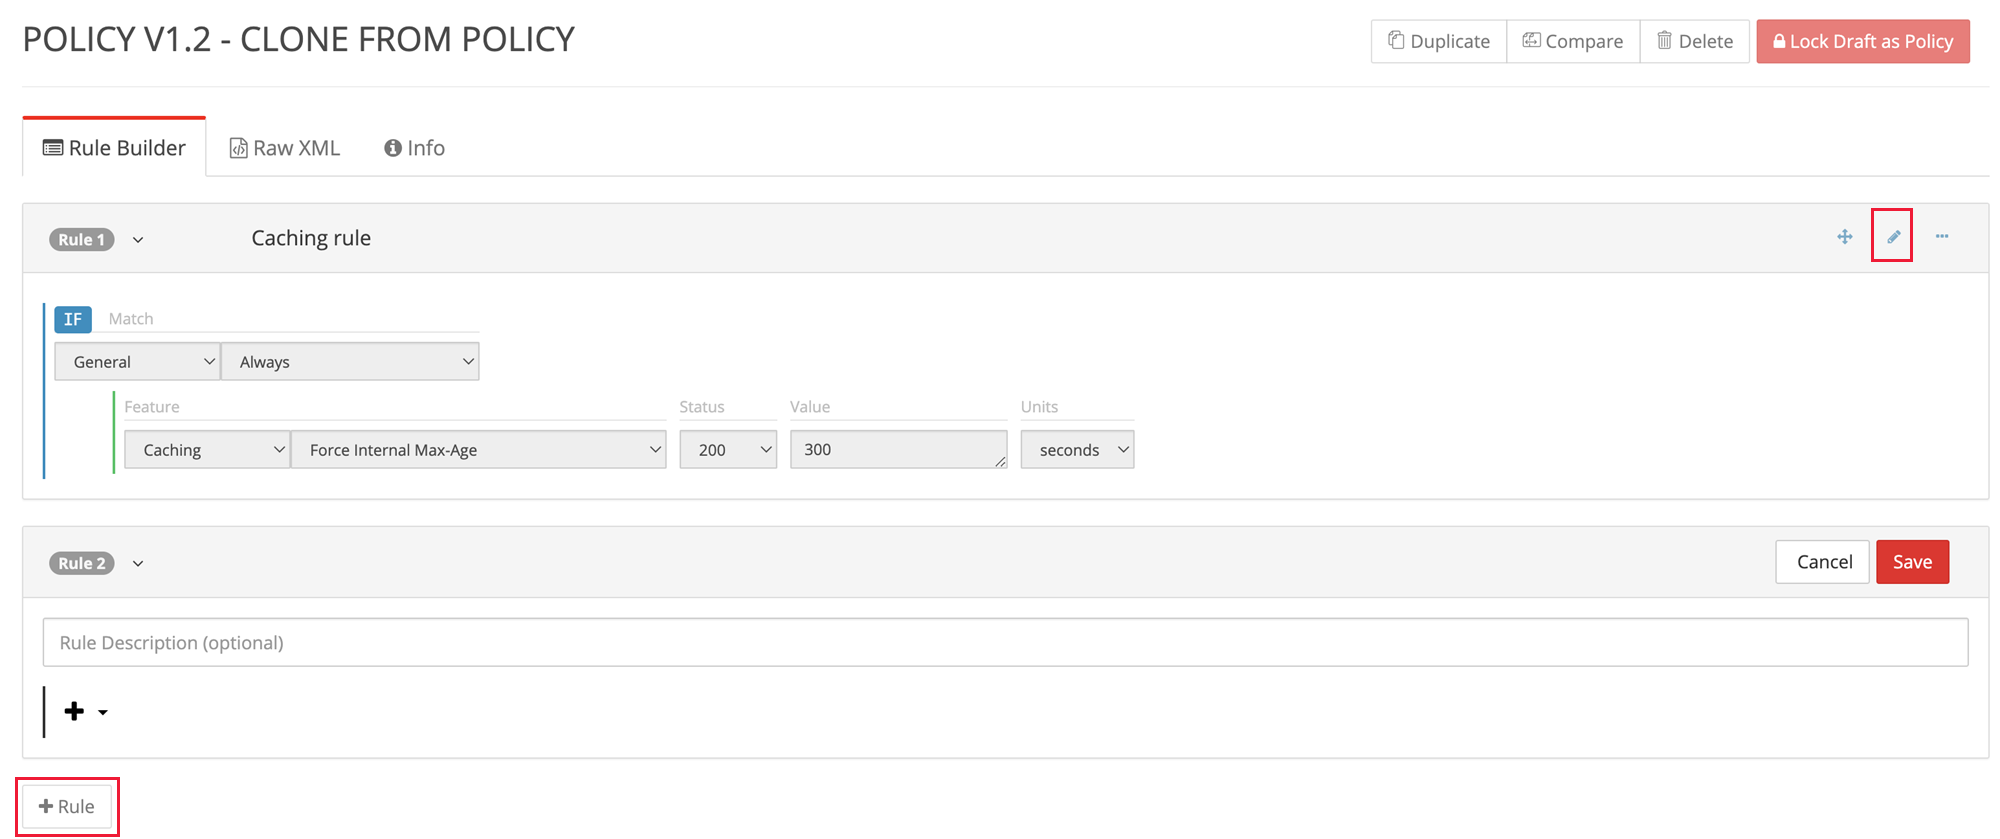 POLICY V1.2 - CLONE FROM POLICY
Duplicate Compare Delete Lock Draft as Policy
Rule Builder Raw XML Info
Rule 1 Caching rule
IF Match
General Always
Feature Status Value Units
Caching Force Internal Max-Age 200 300 seconds
Rule 2 Cancel Save
Rule Description (optional)
+ Rule